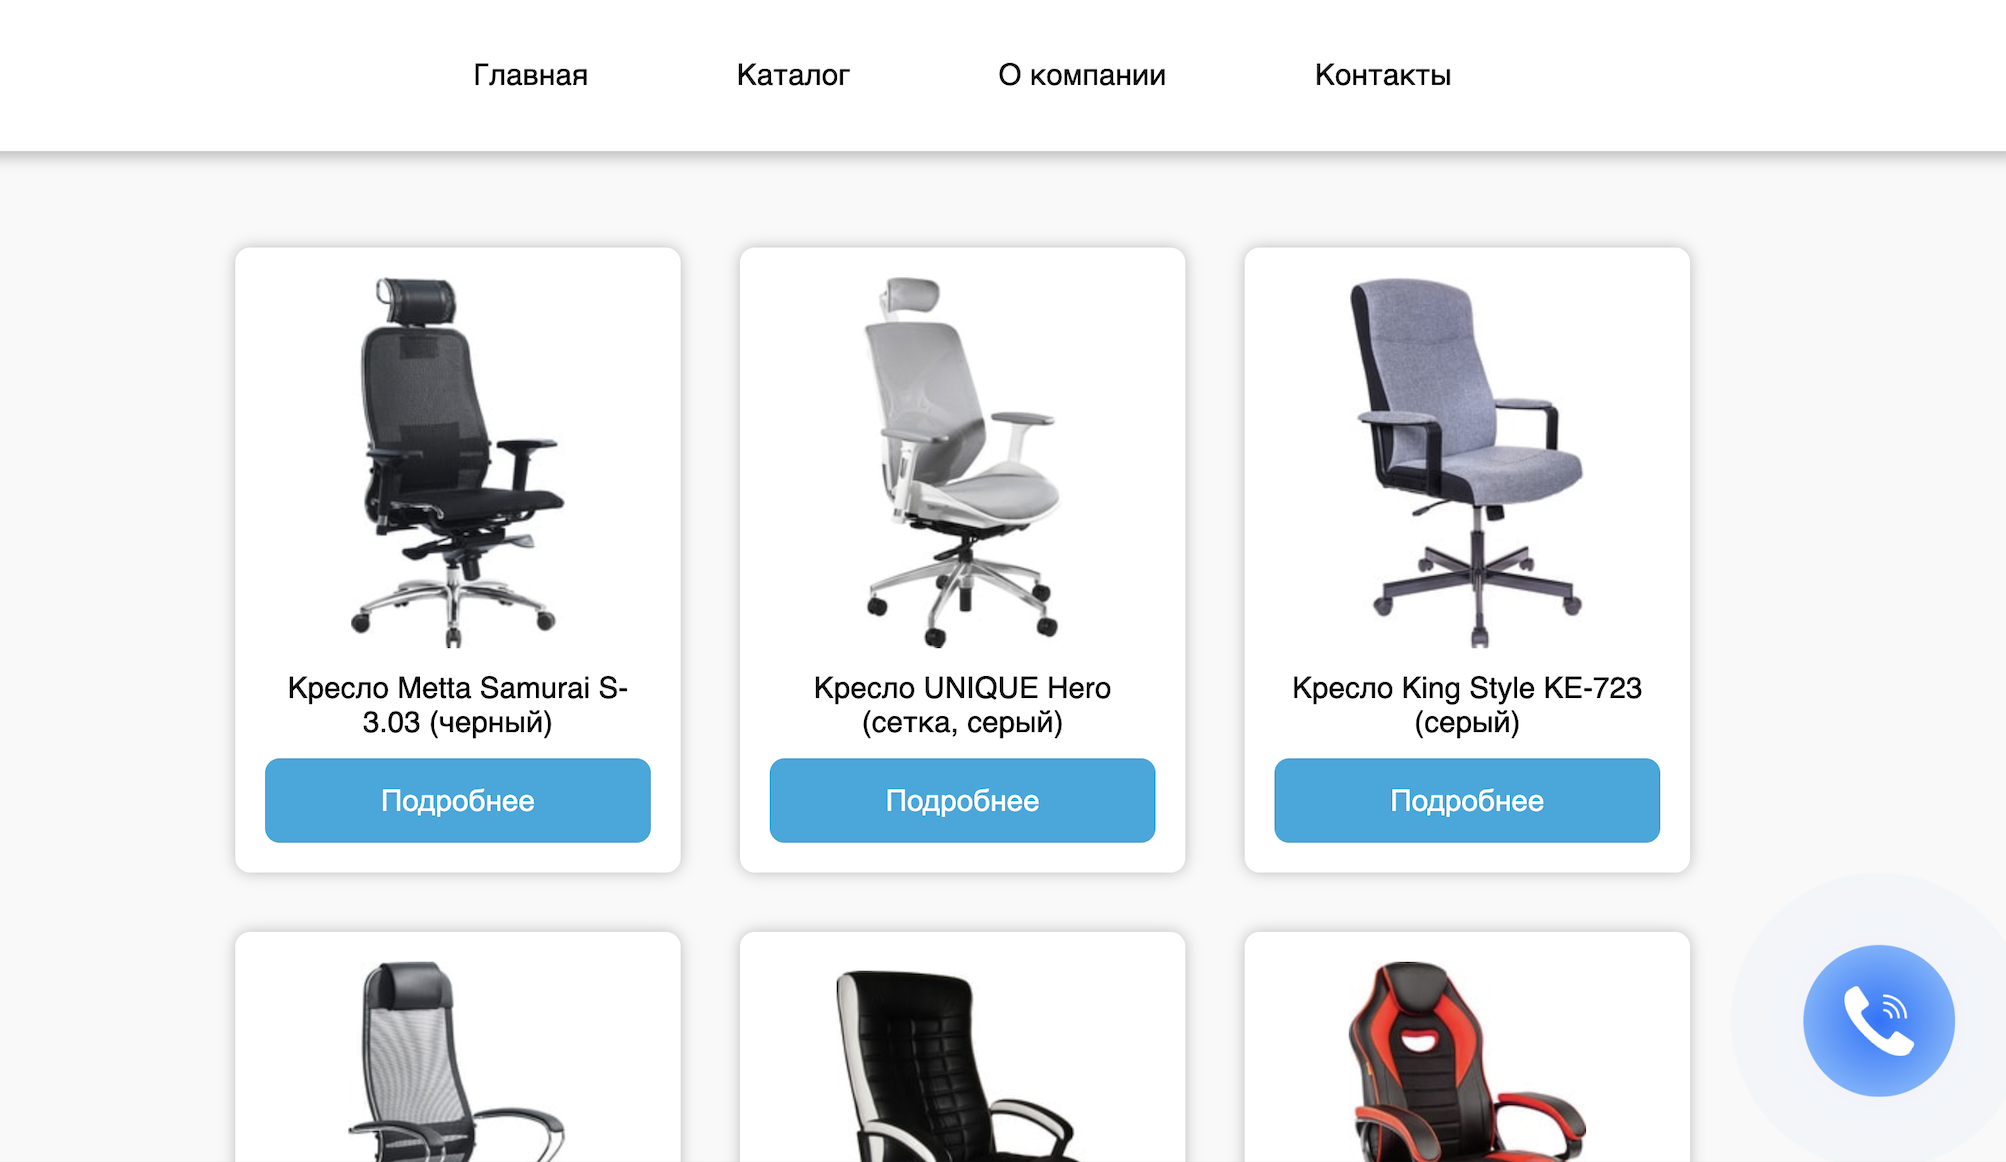 Главная
Каталог
О компании
Контакты
Кресло Metta Samurai S-
3.03 (черный)
Подробнее
Кресло UNIQUE Hero
(сетка, серый)
Подробнее
Кресло King Style KE-723
(серый)
Подробнее